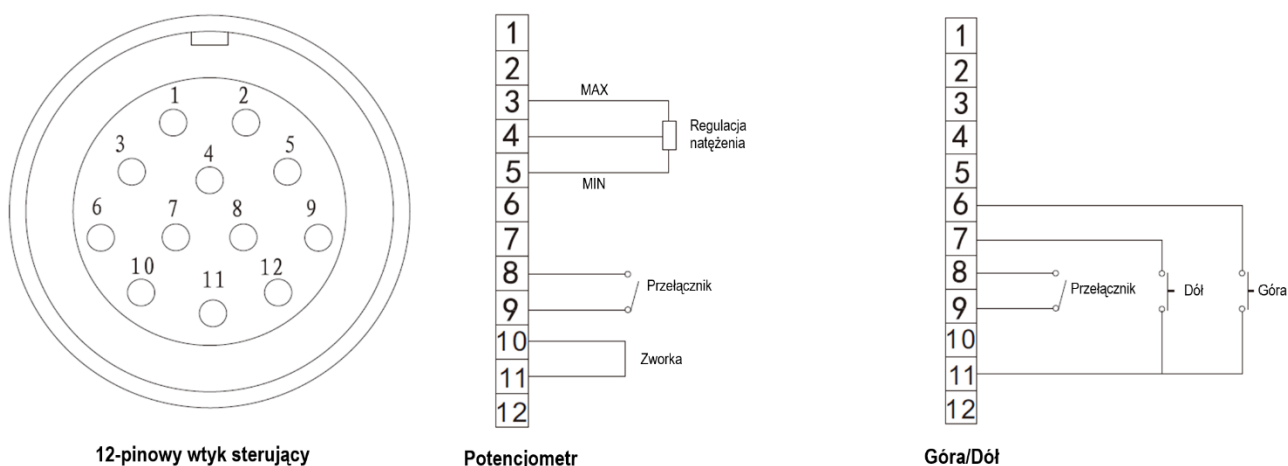 1 2
3 4 5
6 7 8 9
10 11 12
12-pinowy wtyk sterujący
1
2
3
4
5
6
7
8
9
10
11
12
MAX
Regulacja
natężenia
MIN
Przełącznik
Zworka
Potencjometr
1
2
3
4
5
6
7
8
9
10
11
12
Przełącznik
Dół
Góra
Góra/Dół